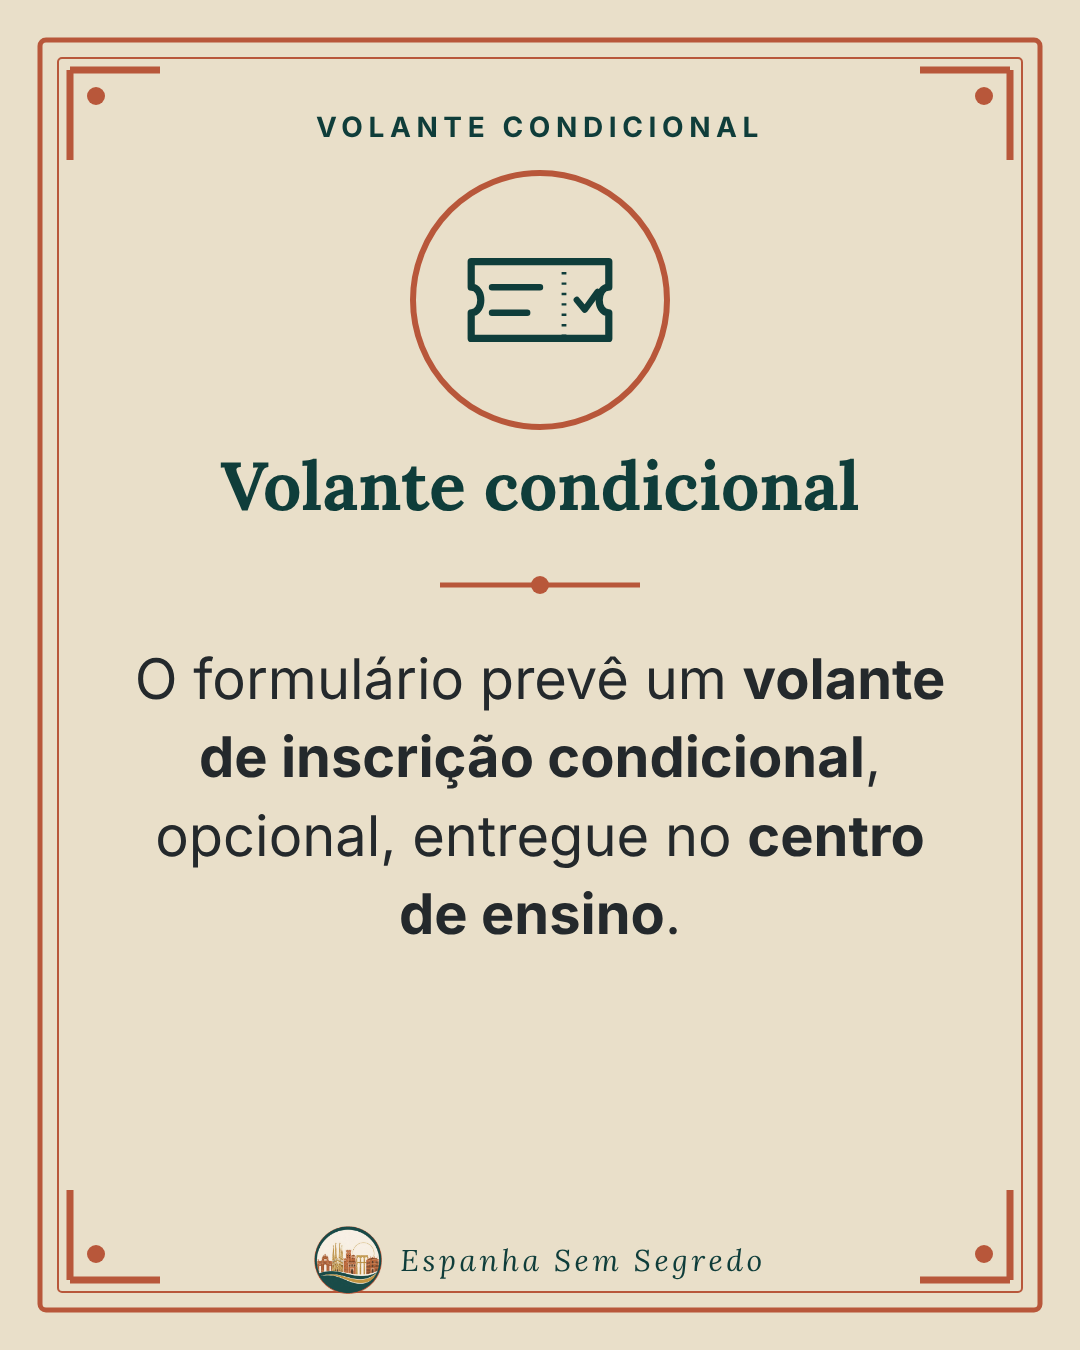 VOLANTE CONDICIONAL
Volante condicional
O formulário prevê um volante
de inscrição condicional,
opcional, entregue no centro
de ensino.
Espanha Sem Segredo